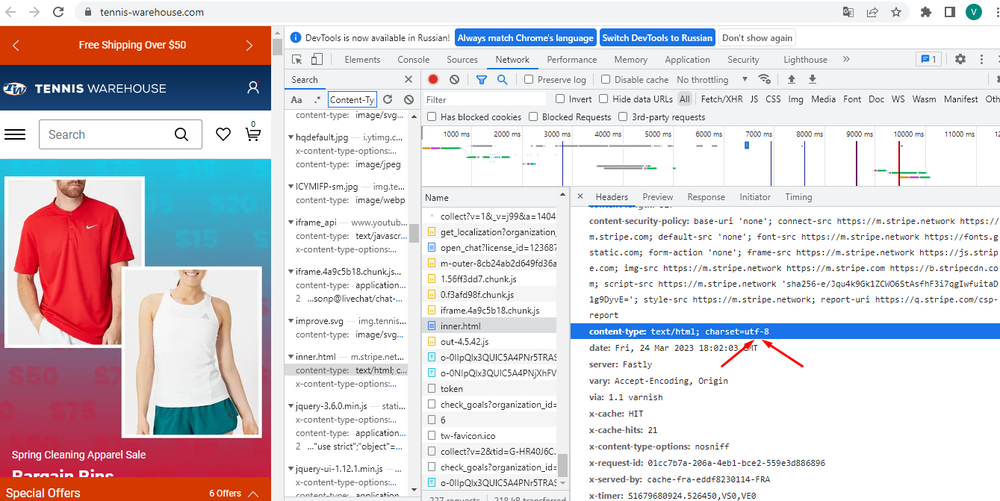 tennis-warehouse.com
V
Free Shipping Over $50
TW TENNIS WAREHOUSE
Search
0
$15 $20
$15
$50 $75
$75
Spring Cleaning Apparel Sale
Bargain Bins
Special Offers 6 Offers
DevTools is now available in Russian! Always match Chrome's language Switch DevTools to Russian Don't show again
Elements Console Sources Network Performance Memory Application Security Lighthouse » 1
Search
Aa .* Content-Ty
content-type: image/svg...
hqdefault.jpg — i.ytimg.c...
x-content-type-options:...
content-type: image/jpeg
ICYMIFP-sm.jpg — img.te...
content-type: image/webp
iframe_api — www.youtub...
content-type: text/javascr...
x-content-type-options:...
iframe.4a9c5b18.chunk.js...
content-type: application...
2 ...sonp@livechat/chat-...
improve.svg — img.tennis...
content-type: image/svg...
inner.html — m.stripe.net...
content-type: text/html; c...
x-content-type-options:...
jquery-3.6.0.min.js — stati...
x-content-type-options:...
content-type: application...
2 ..."use strict";"object"=...
jquery-ui-1.12.1.min.js —...
x-content-type-options:...
content-type: application...
Preserve log Disable cache No throttling
Filter Invert Hide data URLs All Fetch/XHR JS CSS Img Media Font Doc WS Wasm Manifest Oth
Has blocked cookies Blocked Requests 3rd-party requests
1000 ms 2000 ms 3000 ms 4000 ms 5000 ms 6000 ms 7000 ms 8000 ms 9000 ms 10000 ms 11000 ms 12
Name
collect?v=1&_v=j99&a=1404
get_localization?organization_
open_chat?license_id=123687
m-outer-8cb24ab2d649fd36a
1.56ff3dd7.chunk.js
0.f3afd98f.chunk.js
iframe.4a9c5b18.chunk.js
inner.html
out-4.5.42.js
o-0IIpQlx3QUIC5A4PNr5TRAS
o-0NIpQlx3QUIC5A4PNjXhFV
token
check_goals?organization_id=
6
tw-favicon.ico
collect?v=2&tid=G-HR40J6C
check_goals?organization_id=
o-0IIpQlx3QUIC5A4PNr5TRAS
227 requests 218 kB transferred
Headers Preview Response Initiator Timing
content-security-policy: base-uri 'none'; connect-src https://m.stripe.network https://
m.stripe.com; default-src 'none'; font-src https://m.stripe.network https://fonts.g
static.com; form-action 'none'; frame-src https://m.stripe.network https://js.strip
e.com; img-src https://m.stripe.network https://m.stripe.com https://b.stripecdn.co
m; script-src https://m.stripe.network 'sha256-e/Jqu4k9Gk1ZCWO6StAsfhF3i7qgIwfuitaD
1g9DyvE='; style-src https://m.stripe.network; report-uri https://q.stripe.com/csp-
report
content-type: text/html; charset=utf-8
date: Fri, 24 Mar 2023 18:02:03 GMT
server: Fastly
vary: Accept-Encoding, Origin
via: 1.1 varnish
x-cache: HIT
x-cache-hits: 21
x-content-type-options: nosniff
x-request-id: 01cc7b7a-206a-4eb1-bce2-559e3d886896
x-served-by: cache-fra-eddf8230114-FRA
x-timer: S1679680924.526450,VS0,VE0